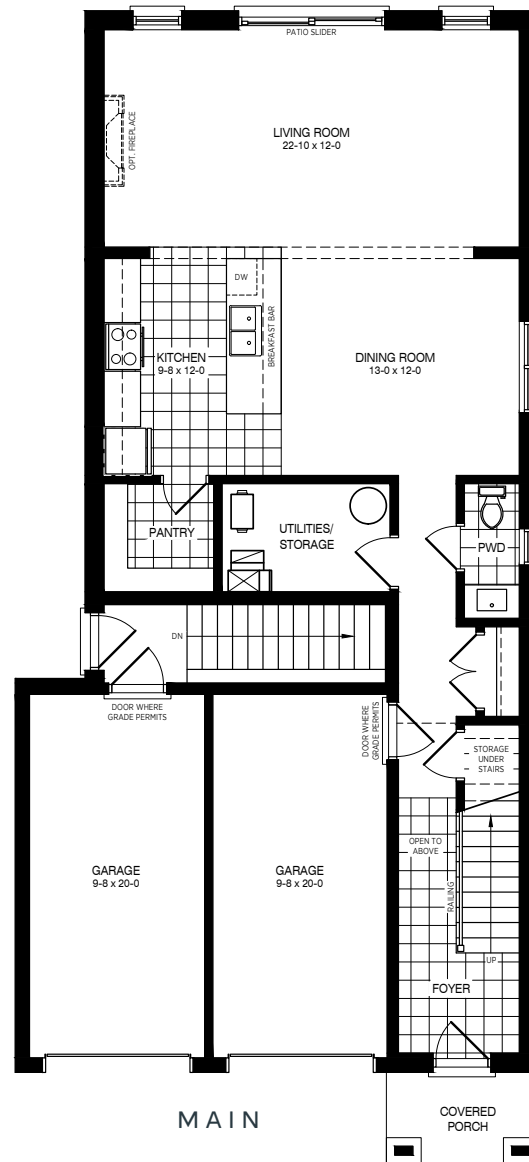 PATIO SLIDER
OPT. FIREPLACE
LIVING ROOM
22-10 x 12-0
DW
BREAKFAST BAR
KITCHEN
9-8 x 12-0
DINING ROOM
13-0 x 12-0
PANTRY
UTILITIES/
STORAGE
PWD
DN
DOOR WHERE
GRADE PERMITS
DOOR WHERE
GRADE PERMITS
STORAGE
UNDER
STAIRS
OPEN TO
ABOVE
GARAGE
9-8 x 20-0
GARAGE
9-8 x 20-0
RAILING
UP
FOYER
MAIN
COVERED
PORCH